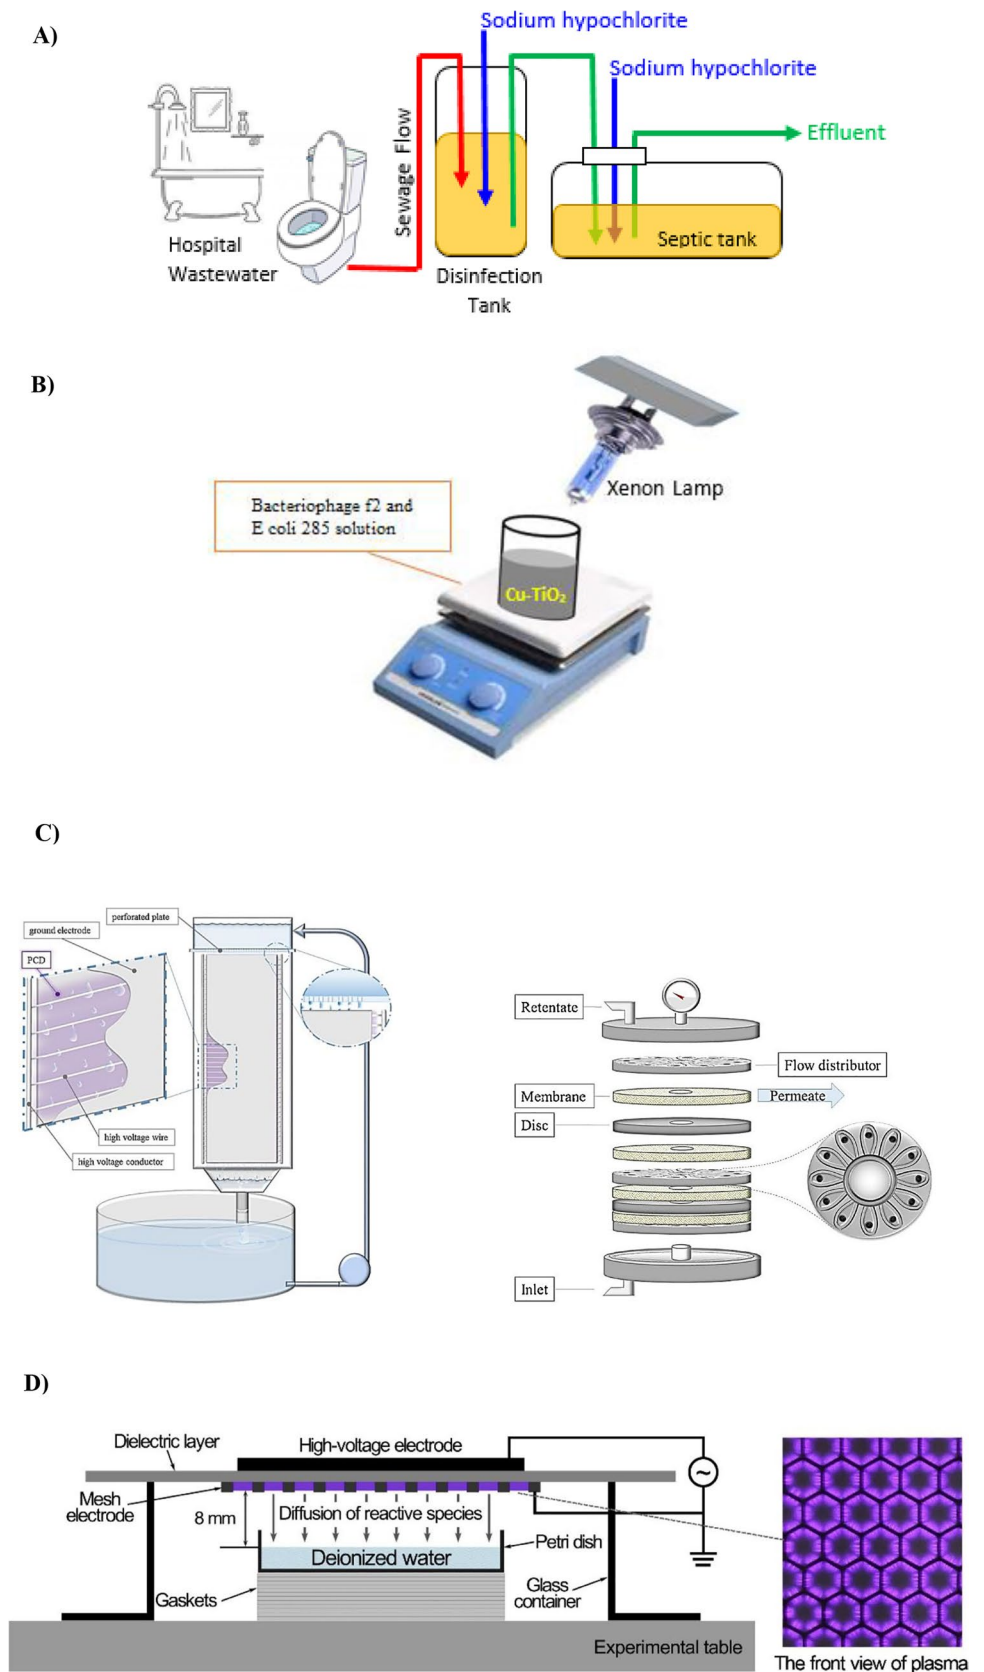 A)
Sodium hypochlorite
Sodium hypochlorite
Effluent
Sewage Flow
Septic tank
Hospital
Wastewater
Disinfection
Tank
B)
Xenon Lamp
Bacteriophage f2 and
E coli 285 solution
Cu-TiO₂
C)
perforated plate
ground electrode
PCD
high voltage wire
high voltage conductor
Retentate
Flow distributor
Membrane
Permeate
Disc
Inlet
D)
Dielectric layer
High-voltage electrode
Mesh
electrode
8 mm
Diffusion of reactive species
Petri dish
Deionized water
Gaskets
Glass
container
Experimental table
The front view of plasma